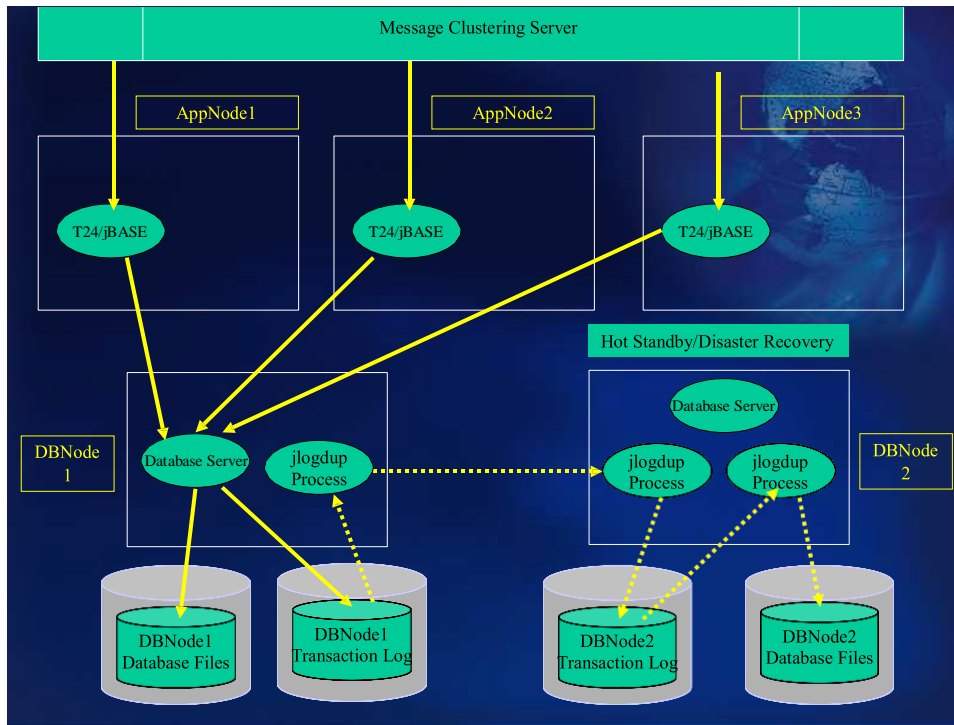 Message Clustering Server
AppNode1
AppNode2
AppNode3
T24/jBASE
T24/jBASE
T24/jBASE
Hot Standby/Disaster Recovery
DBNode
1
Database Server
jlogdup
Process
Database Server
jlogdup
Process
jlogdup
Process
DBNode
2
DBNode1
Database Files
DBNode1
Transaction Log
DBNode2
Transaction Log
DBNode2
Database Files